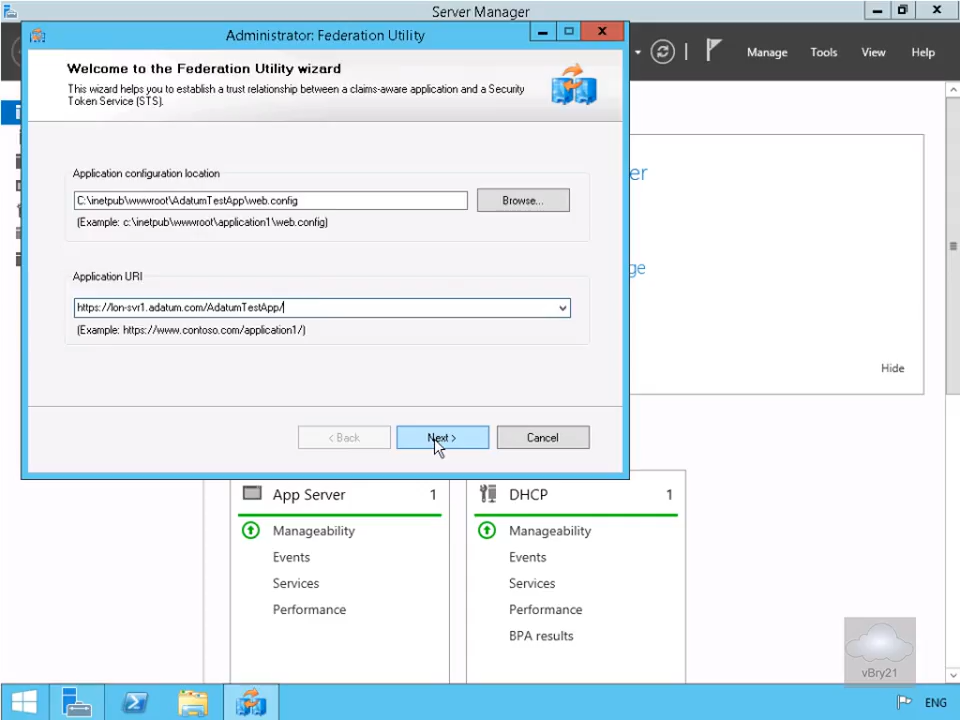 Server Manager
Administrator: Federation Utility
Manage Tools View Help
Welcome to the Federation Utility wizard
This wizard helps you to establish a trust relationship between a claims-aware application and a Security
Token Service (STS).
Application configuration location
C:\inetpub\wwwroot\AdatumTestApp\web.config
Browse...
(Example: c:\inetpub\wwwroot\application1\web.config)
Application URI
https://lon-svr1.adatum.com/AdatumTestApp/
(Example: https://www.contoso.com/application1/)
< Back
Next >
Cancel
er
ge
Hide
App Server 1
Manageability
Events
Services
Performance
DHCP 1
Manageability
Events
Services
Performance
BPA results
vBry21
ENG